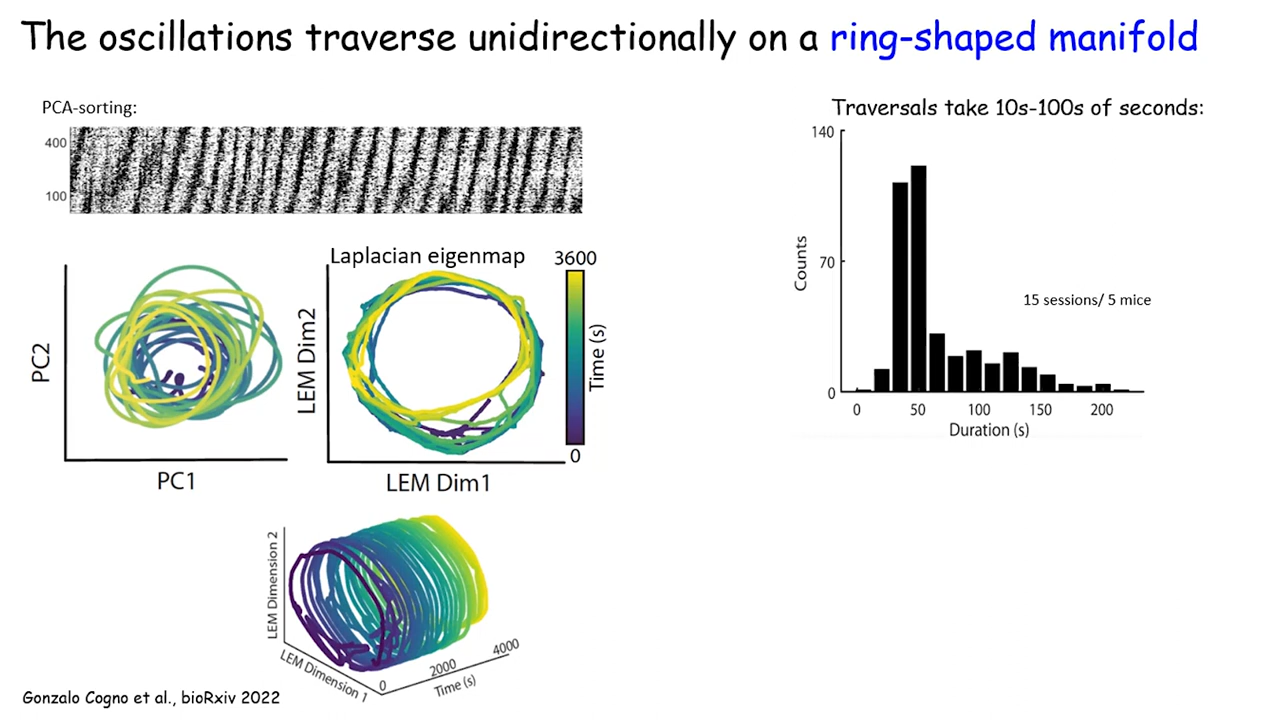 The oscillations traverse unidirectionally on a ring-shaped manifold
PCA-sorting:
400
100
PC2
PC1
Laplacian eigenmap
LEM Dim2
LEM Dim1
3600
Time (s)
0
LEM Dimension 2
LEM Dimension 1
0
2000
4000
Time (s)
Traversals take 10s-100s of seconds:
140
70
0
Counts
15 sessions/ 5 mice
0 50 100 150 200
Duration (s)
Gonzalo Cogno et al., bioRxiv 2022